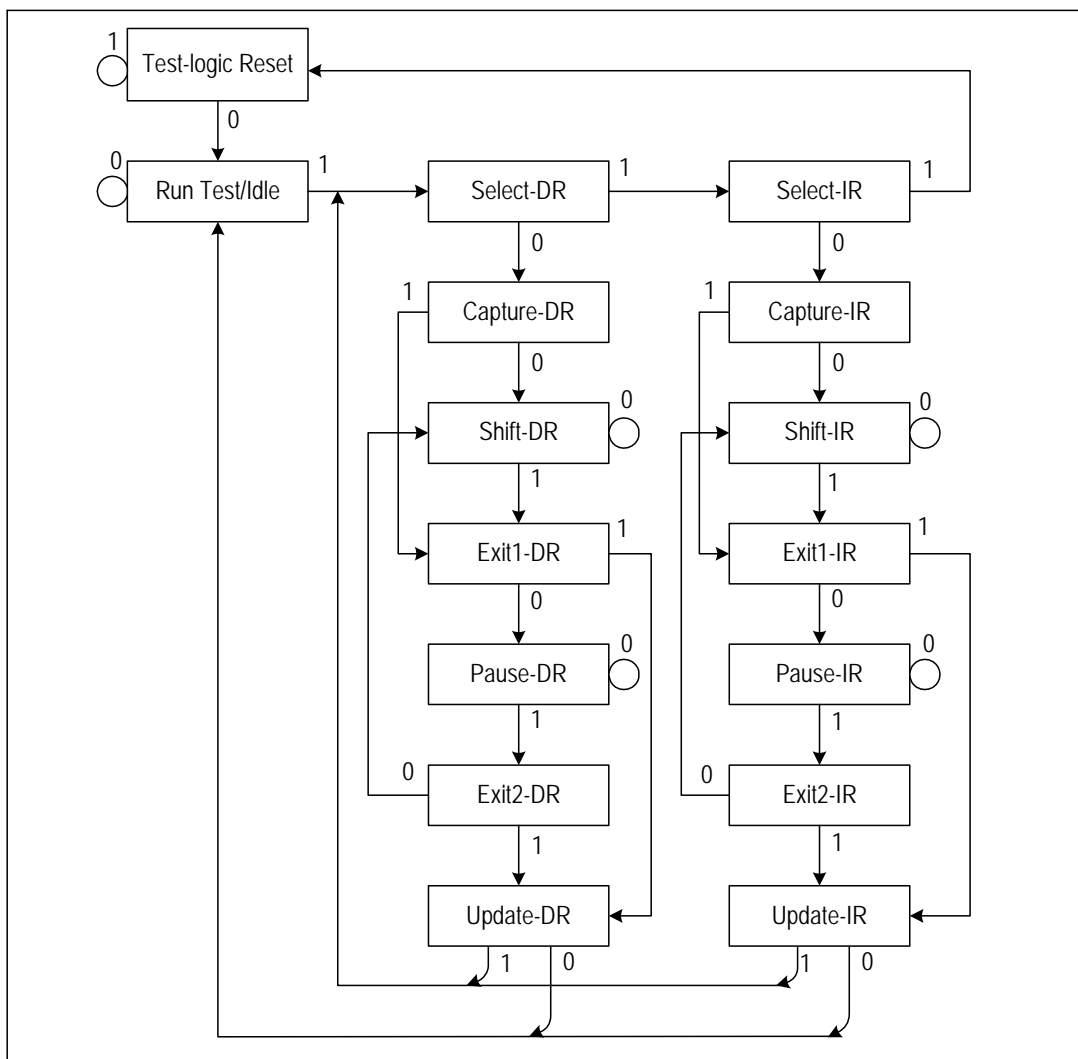 1
Test-logic Reset
0
0
Run Test/Idle
1
Select-DR
1
Select-IR
1
0
0
1
Capture-DR
1
Capture-IR
0
0
0
0
Shift-DR
Shift-IR
1
1
Exit1-DR
1
Exit1-IR
1
0
0
0
0
Pause-DR
Pause-IR
1
1
0
Exit2-DR
0
Exit2-IR
1
1
Update-DR
Update-IR
1
0
1
0